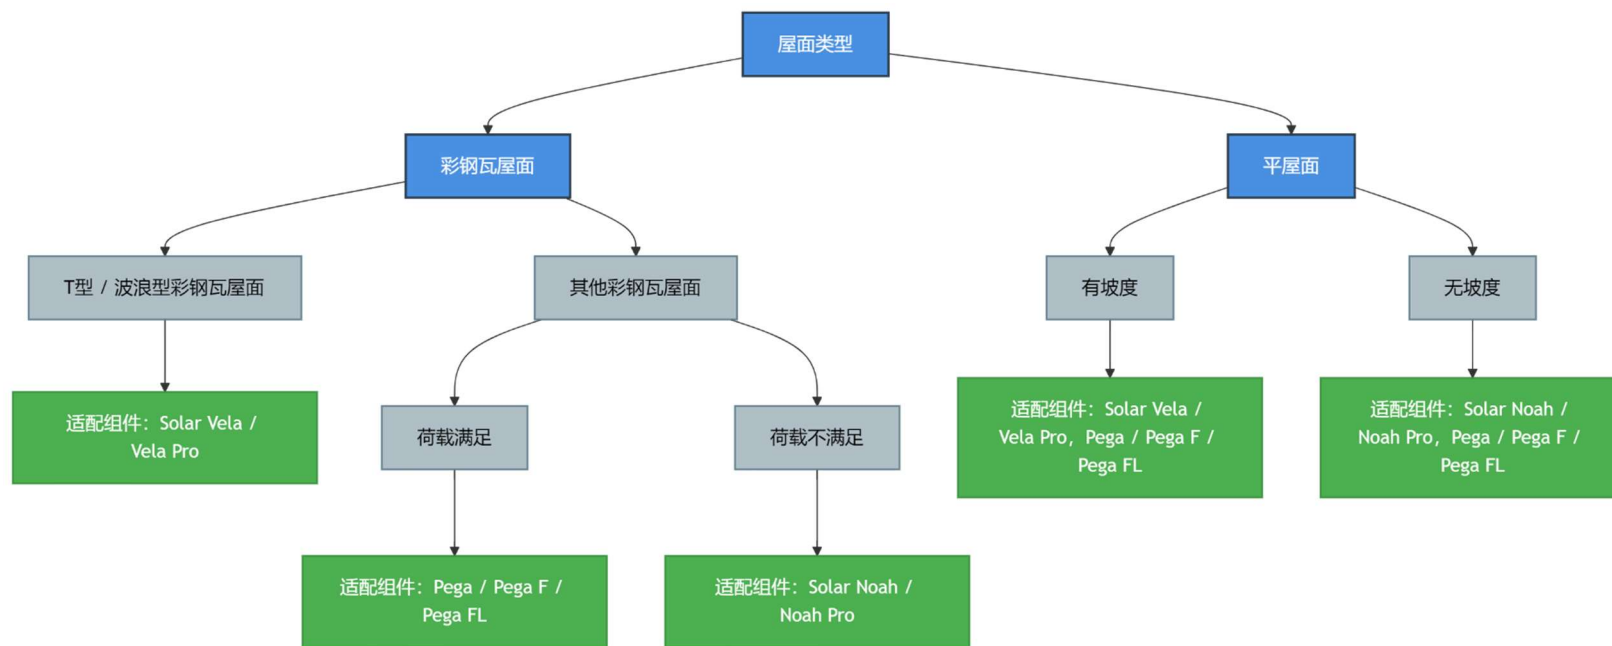 屋面类型
彩钢瓦屋面
平屋面
T型 / 波浪型彩钢瓦屋面
其他彩钢瓦屋面
有坡度
无坡度
适配组件：Solar Vela /
Vela Pro
荷载满足
荷载不满足
适配组件：Solar Vela /
Vela Pro，Pega / Pega F /
Pega FL
适配组件：Solar Noah /
Noah Pro，Pega / Pega F /
Pega FL
适配组件：Pega / Pega F /
Pega FL
适配组件：Solar Noah /
Noah Pro